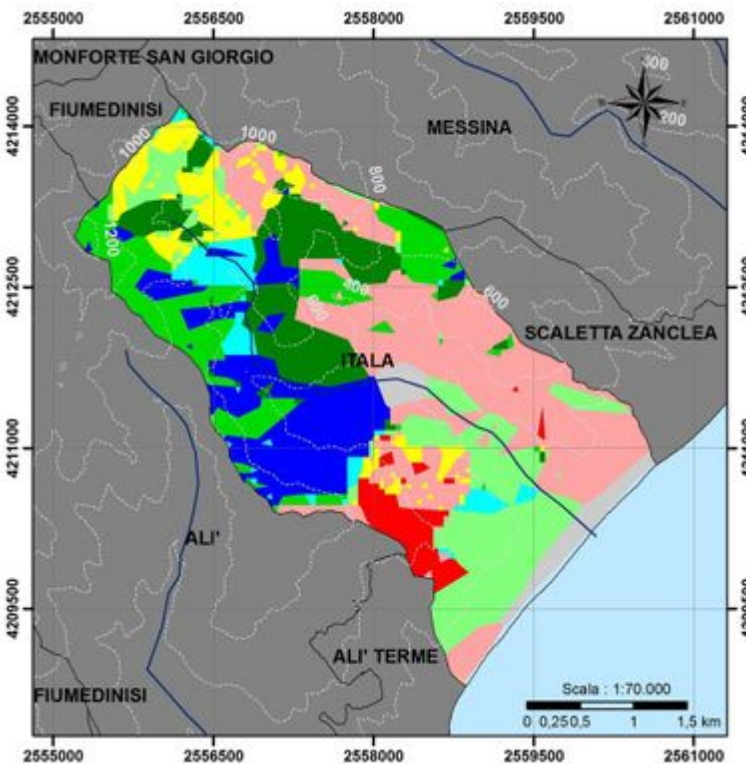 2555000 2556500 2558000 2559500 2561000
MONFORTE SAN GIORGIO
300
FIUMEDINISI
200
4214000
1000
1000
MESSINA
800
1200
4212500
400
600
600
SCALETTA ZANCLEA
ITALA
4211000
4211000
ALI'
4209500
ALI' TERME
FIUMEDINISI
Scala : 1:70.000
0 0,25 0,5 1 1,5 km
2555000 2556500 2558000 2559500 2561000